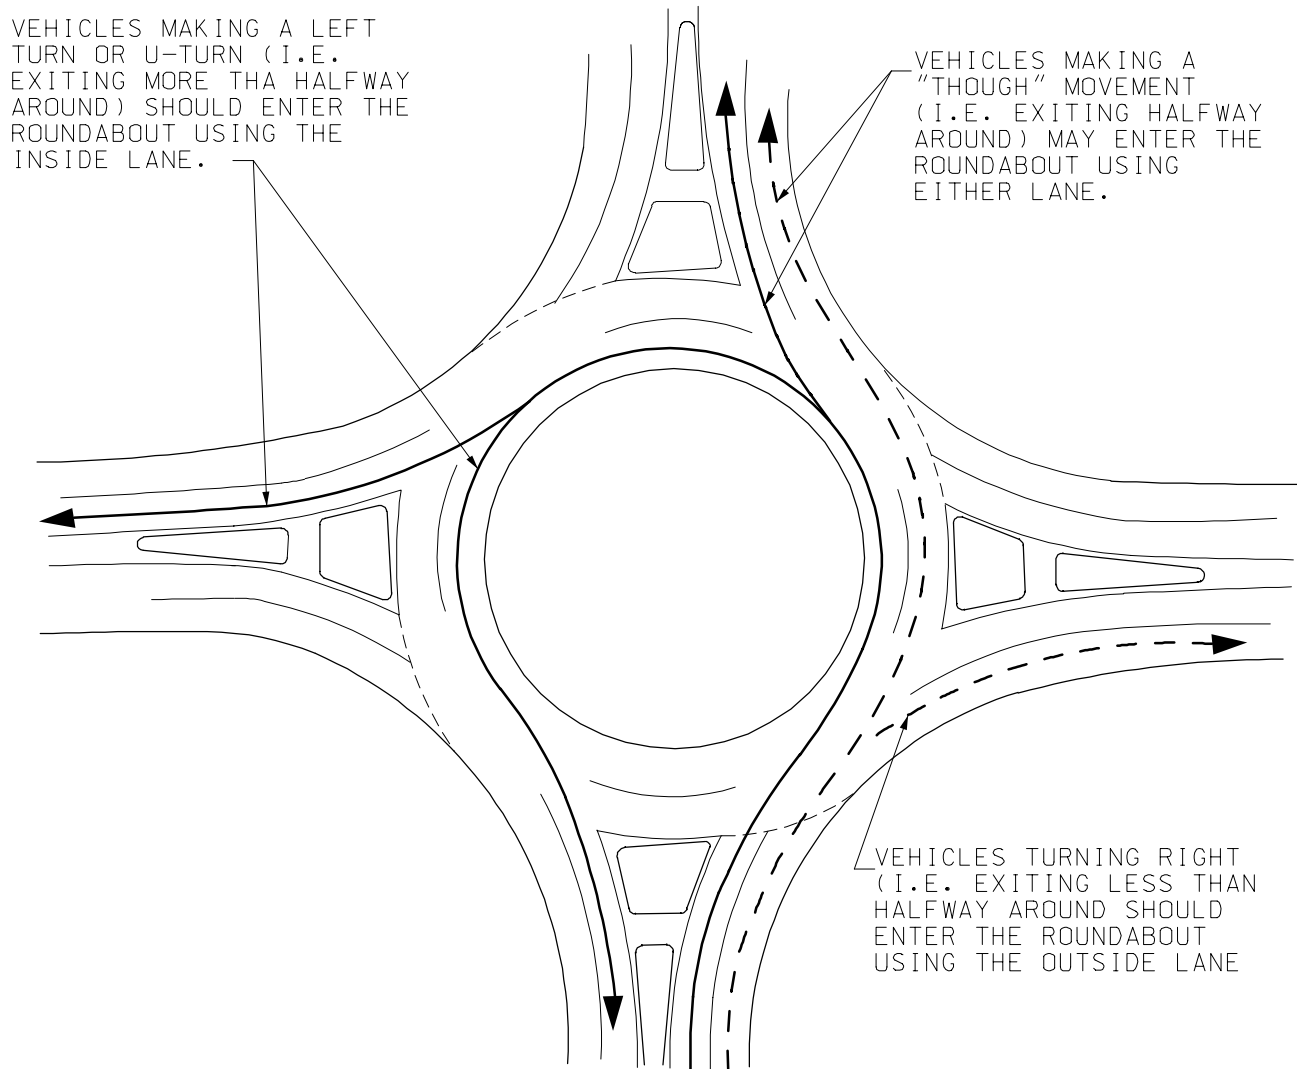 VEHICLES MAKING A LEFT
TURN OR U-TURN (I.E.
EXITING MORE THA HALFWAY
AROUND) SHOULD ENTER THE
ROUNDABOUT USING THE
INSIDE LANE.
VEHICLES MAKING A
"THOUGH" MOVEMENT
(I.E. EXITING HALFWAY
AROUND) MAY ENTER THE
ROUNDABOUT USING
EITHER LANE.
VEHICLES TURNING RIGHT
(I.E. EXITING LESS THAN
HALFWAY AROUND SHOULD
ENTER THE ROUNDABOUT
USING THE OUTSIDE LANE